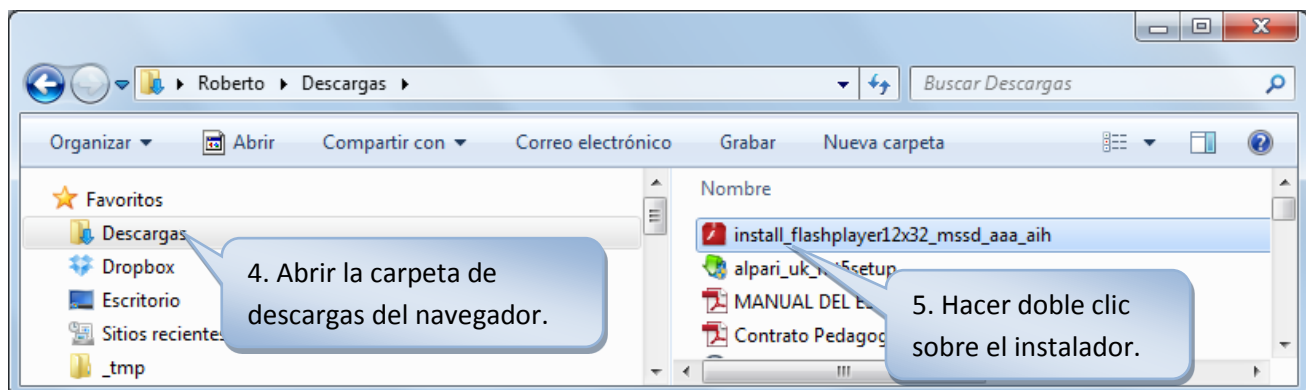 Roberto Descargas
Buscar Descargas
Organizar Abrir Compartir con Correo electrónico Grabar Nueva carpeta
Favoritos
Descargas
Dropbox
Escritorio
Sitios recientes
_tmp
4. Abrir la carpeta de
descargas del navegador.
Nombre
install_flashplayer12x32_mssd_aaa_aih
MANUAL DEL
Contrato
5. Hacer doble clic
sobre el instalador.